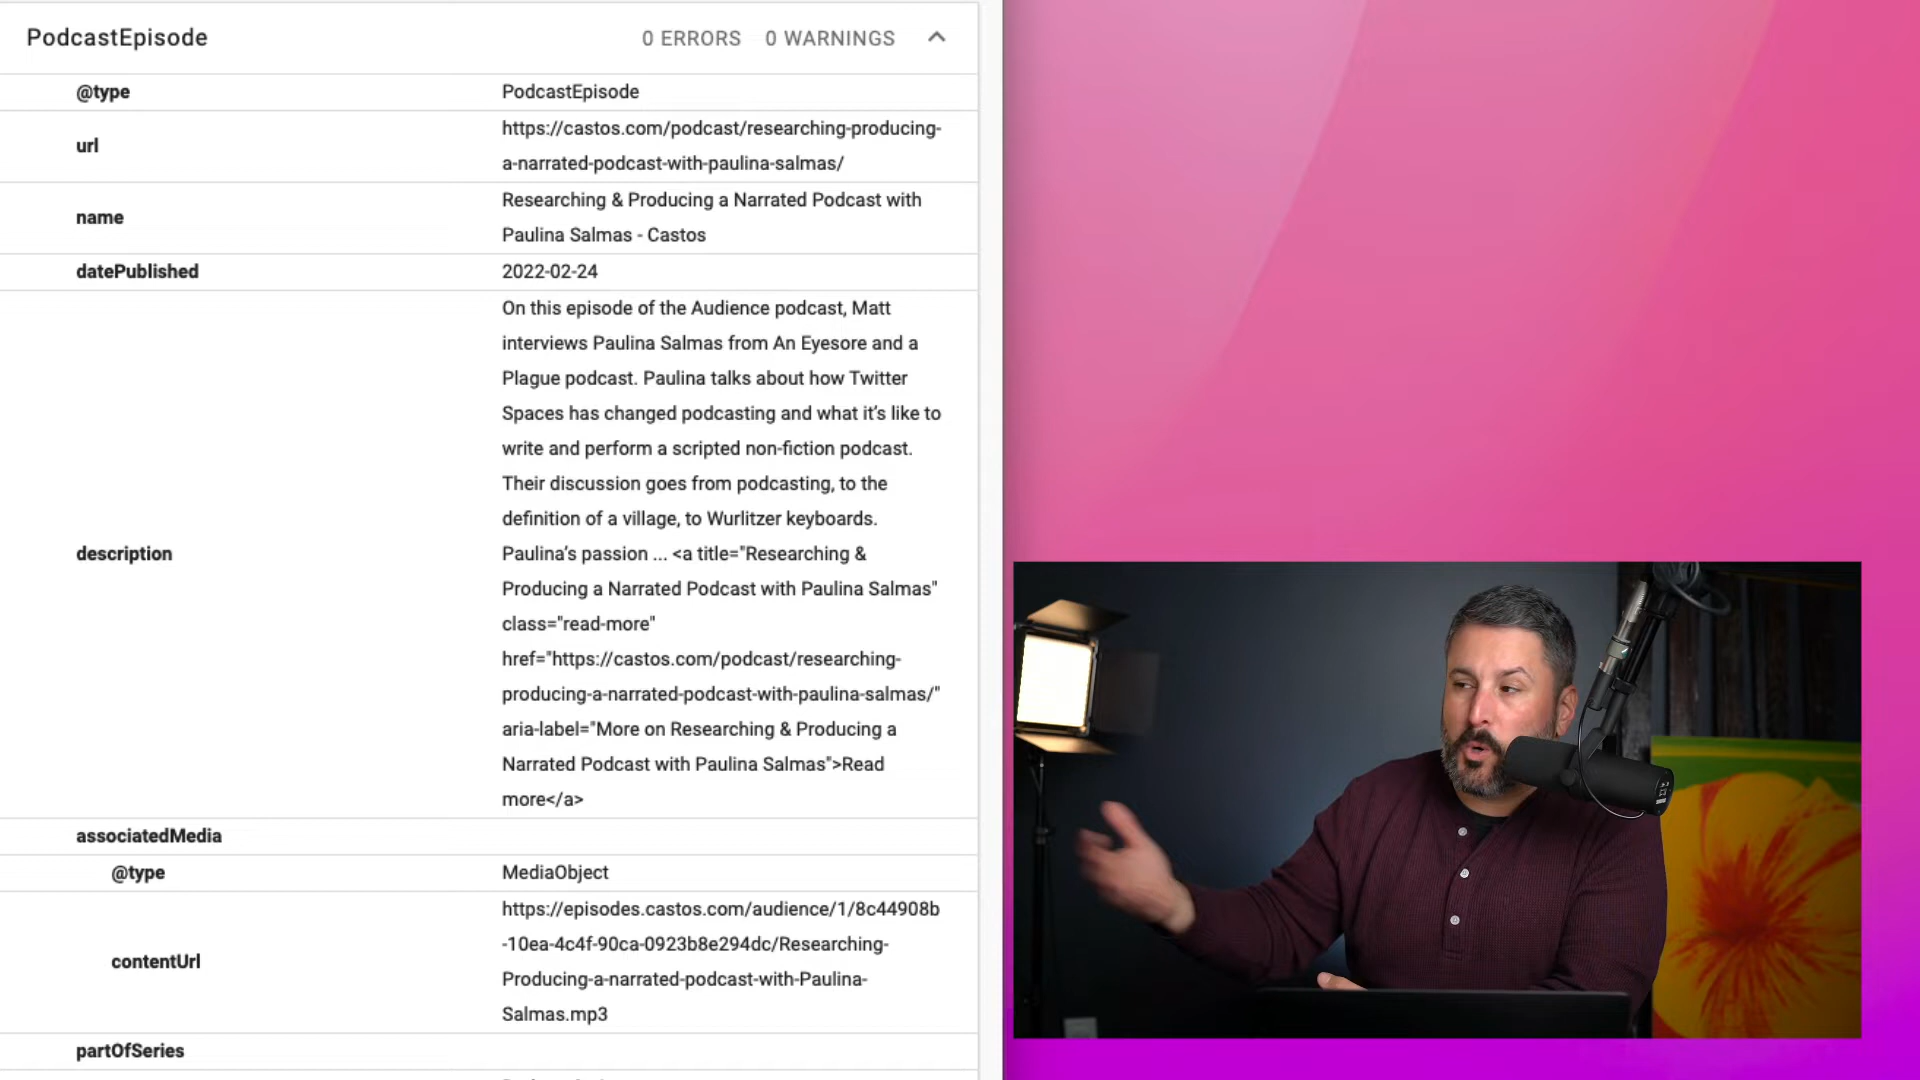 PodcastEpisode
0 ERRORS 0 WARNINGS
@type
PodcastEpisode
url
https://castos.com/podcast/researching-producing-
a-narrated-podcast-with-paulina-salmas/
name
Researching & Producing a Narrated Podcast with
Paulina Salmas - Castos
datePublished
2022-02-24
description
On this episode of the Audience podcast, Matt
interviews Paulina Salmas from An Eyesore and a
Plague podcast. Paulina talks about how Twitter
Spaces has changed podcasting and what it’s like to
write and perform a scripted non-fiction podcast.
Their discussion goes from podcasting, to the
definition of a village, to Wurlitzer keyboards.
Paulina’s passion ... <a title="Researching &
Producing a Narrated Podcast with Paulina Salmas"
class="read-more"
href="https://castos.com/podcast/researching-
producing-a-narrated-podcast-with-paulina-salmas/"
aria-label="More on Researching & Producing a
Narrated Podcast with Paulina Salmas">Read
more</a>
associatedMedia
@type
MediaObject
contentUrl
https://episodes.castos.com/audience/1/8c44908b
-10ea-4c4f-90ca-0923b8e294dc/Researching-
Producing-a-narrated-podcast-with-Paulina-
Salmas.mp3
partOfSeries